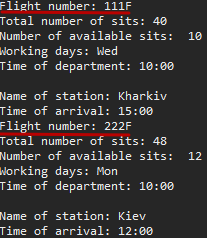 Flight number: 111F
Total number of sits: 40
Number of available sits:  10
Working days: Wed
Time of department: 10:00
Name of station: Kharkiv
Time of arrival: 15:00
Flight number: 222F
Total number of sits: 48
Number of available sits:  12
Working days: Mon
Time of department: 10:00
Name of station: Kiev
Time of arrival: 12:00